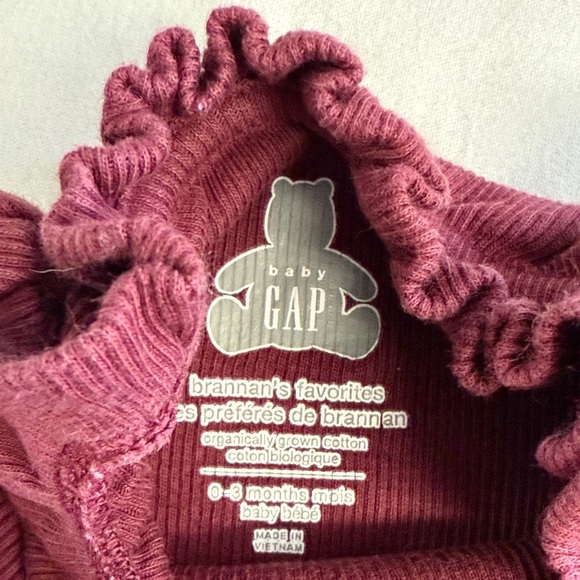 baby
GAP
brannan's favorites
es préférés de brannan
organically grown cotton
coton biologique
0-3 months mois
baby bébé
MADE IN
VIETNAM